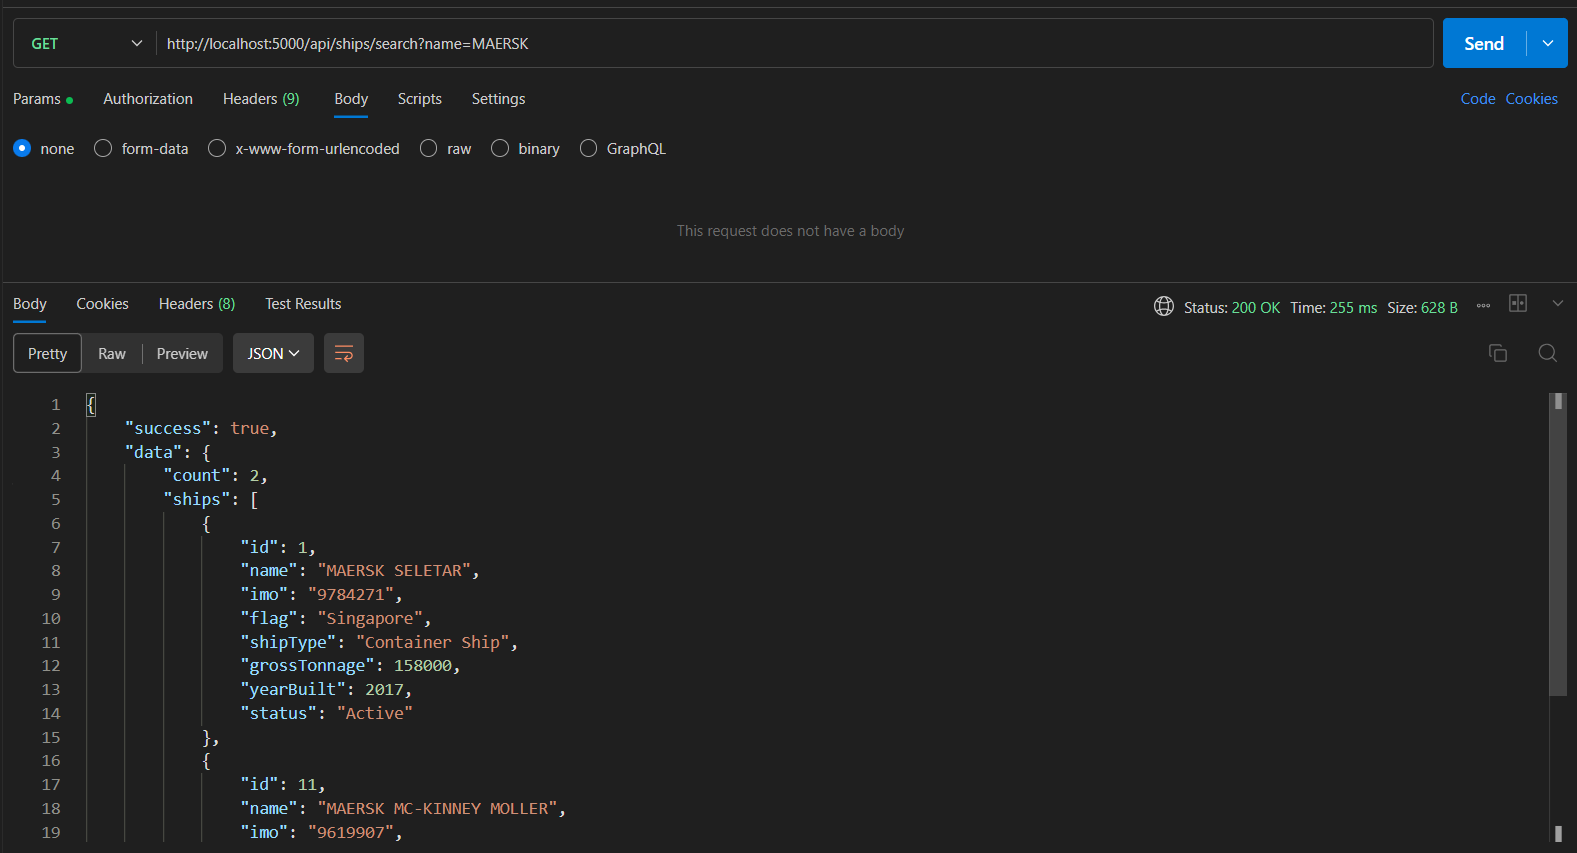 GET http://localhost:5000/api/ships/search?name=MAERSK Send
Params Authorization Headers (9) Body Scripts Settings Code Cookies
none form-data x-www-form-urlencoded raw binary GraphQL
This request does not have a body
Body Cookies Headers (8) Test Results Status: 200 OK Time: 255 ms Size: 628 B
Pretty Raw Preview JSON
1 {
2 "success": true,
3 "data": {
4 "count": 2,
5 "ships": [
6 {
7 "id": 1,
8 "name": "MAERSK SELETAR",
9 "imo": "9784271",
10 "flag": "Singapore",
11 "shipType": "Container Ship",
12 "grossTonnage": 158000,
13 "yearBuilt": 2017,
14 "status": "Active"
15 },
16 {
17 "id": 11,
18 "name": "MAERSK MC-KINNEY MOLLER",
19 "imo": "9619907",